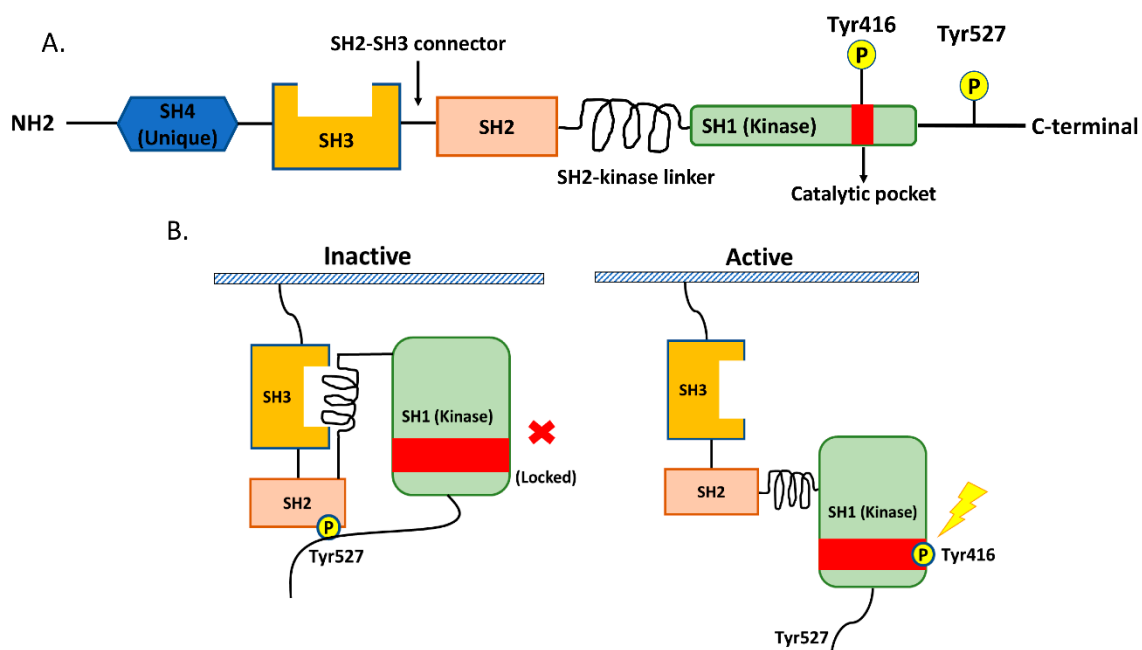 A.
SH2-SH3 connector
Tyr416
Tyr527
P
P
NH2
SH4
(Unique)
SH3
SH2
SH1 (Kinase)
C-terminal
SH2-kinase linker
Catalytic pocket
B.
Inactive
Active
SH3
SH1 (Kinase)
(Locked)
SH2
P
Tyr527
SH3
SH2
SH1 (Kinase)
P
Tyr416
Tyr527